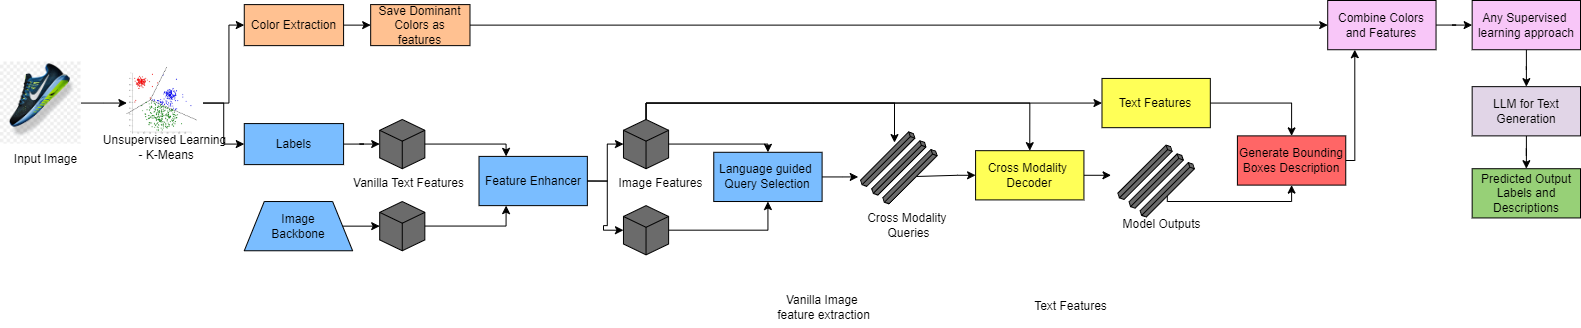 Color Extraction
Save Dominant
Colors as
features
Combine Colors
and Features
Any Supervised
learning approach
Input Image
Unsupervised Learning
- K-Means
Labels
Vanilla Text Features
Image
Backbone
Feature Enhancer
Image Features
Language guided
Query Selection
Cross Modality
Queries
Text Features
Cross Modality
Decoder
Model Outputs
Generate Bounding
Boxes Description
LLM for Text
Generation
Predicted Output
Labels and
Descriptions
Vanilla Image
feature extraction
Text Features